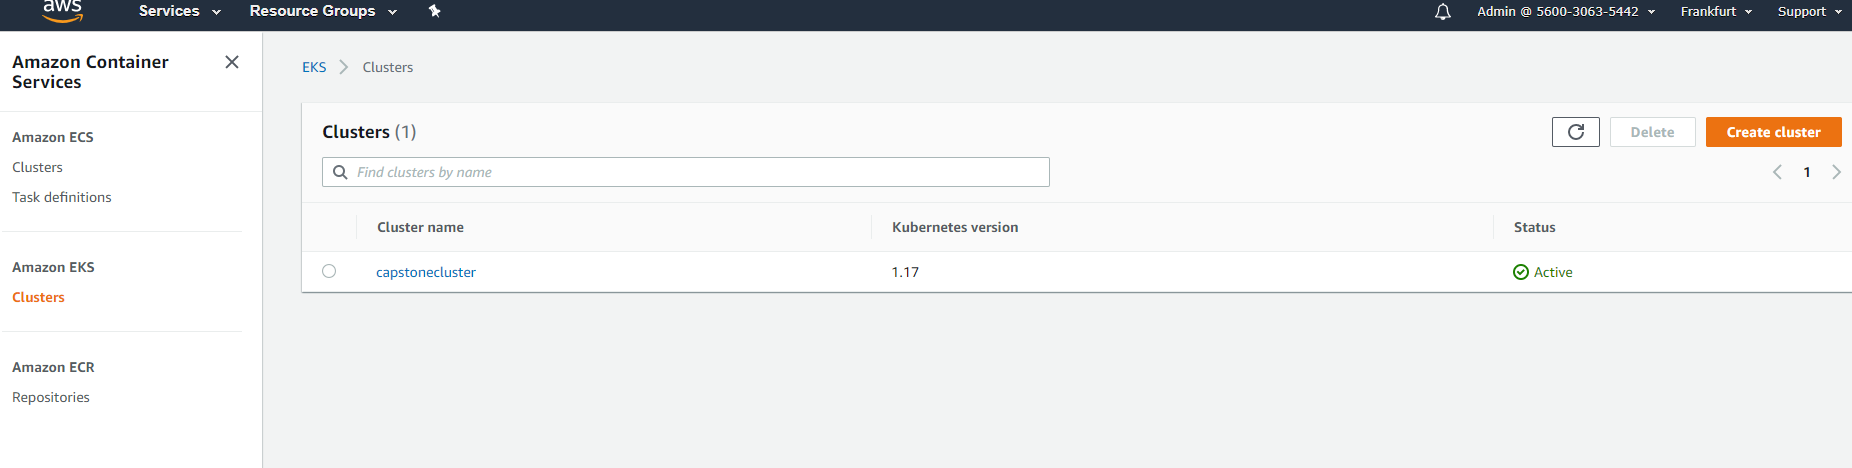 aws
Services
Resource Groups
Admin @ 5600-3063-5442
Frankfurt
Support
Amazon Container
Services
Amazon ECS
Clusters
Task definitions
Amazon EKS
Clusters
Amazon ECR
Repositories
EKS
Clusters
Clusters (1)
Delete
Create cluster
Find clusters by name
1
Cluster name
Kubernetes version
Status
capstonecluster
1.17
Active